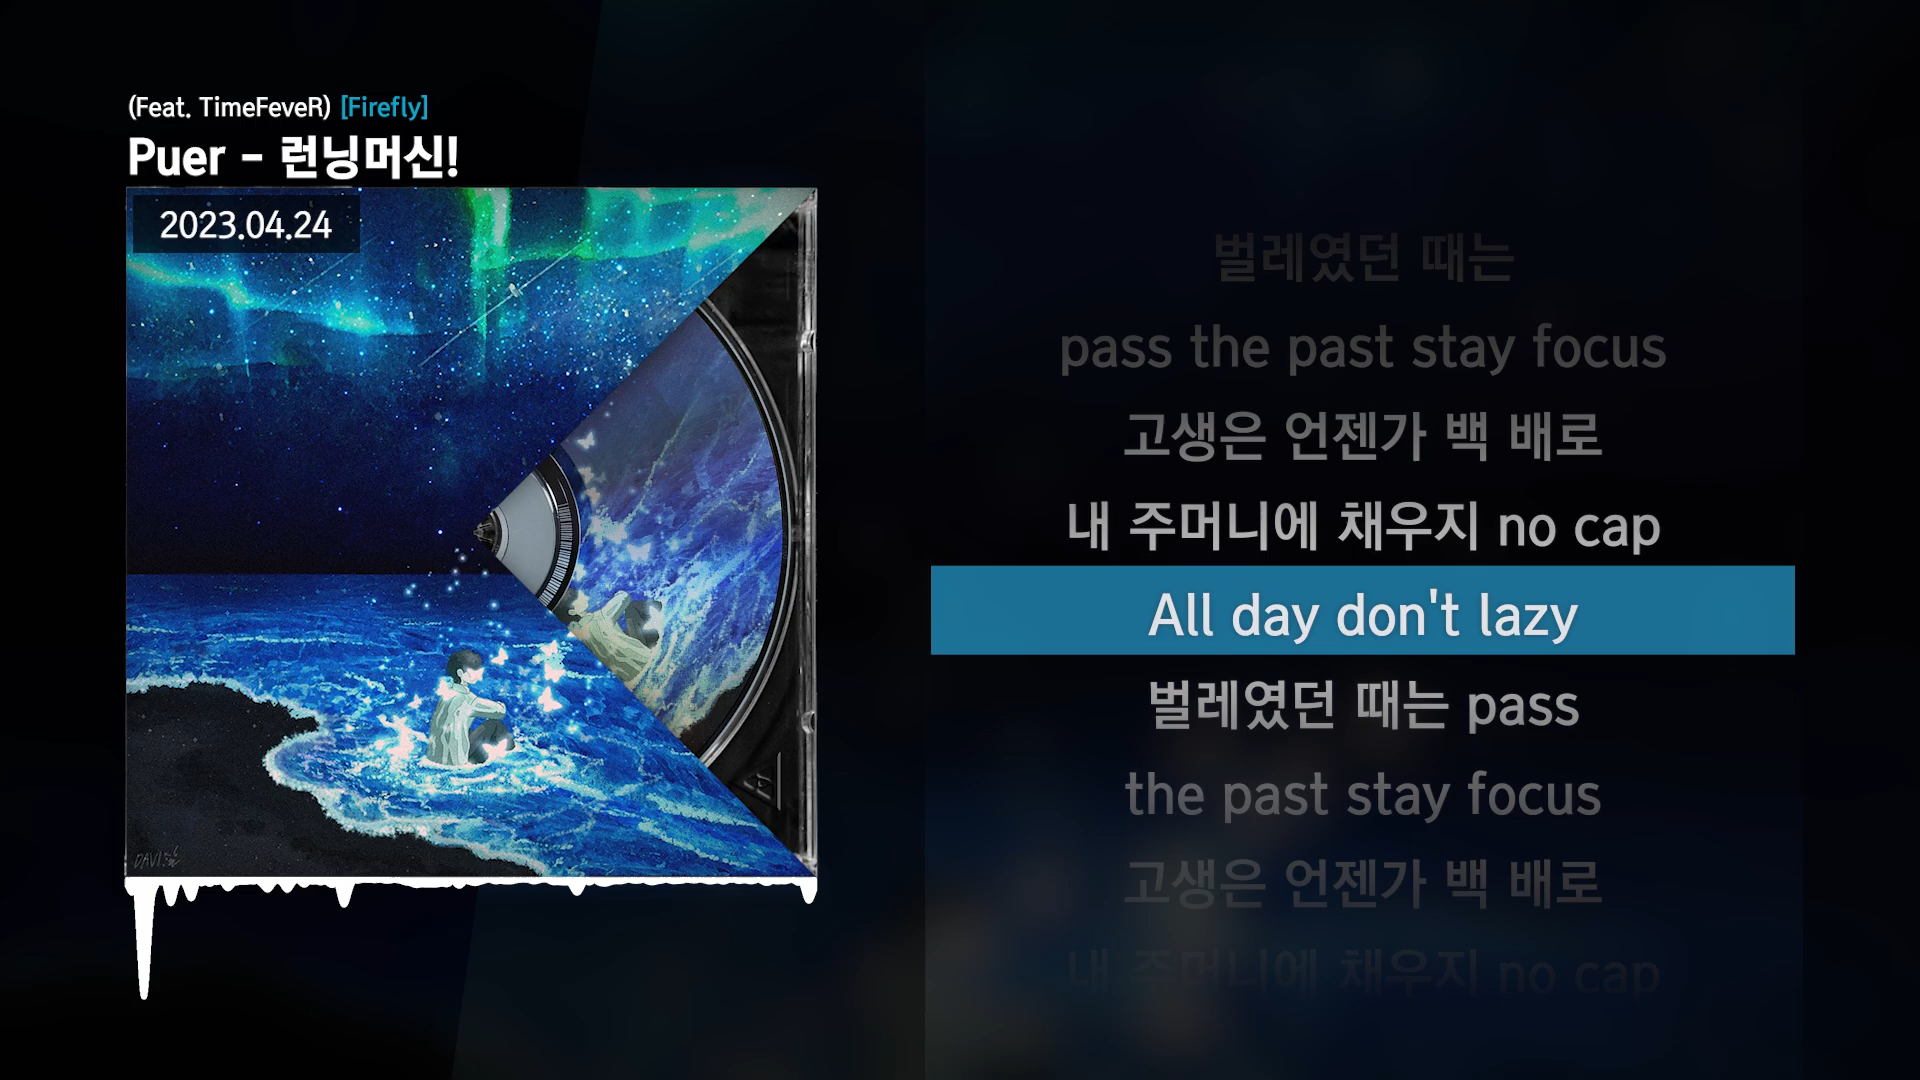 (Feat. TimeFeveR) [Firefly]
Puer - 런닝머신!
2023.04.24
벌레였던 때는
pass the past stay focus
고생은 언젠가 백 배로
내 주머니에 채우지 no cap
All day don't lazy
벌레였던 때는 pass
the past stay focus
고생은 언젠가 백 배로
내 주머니에 채우지 no cap